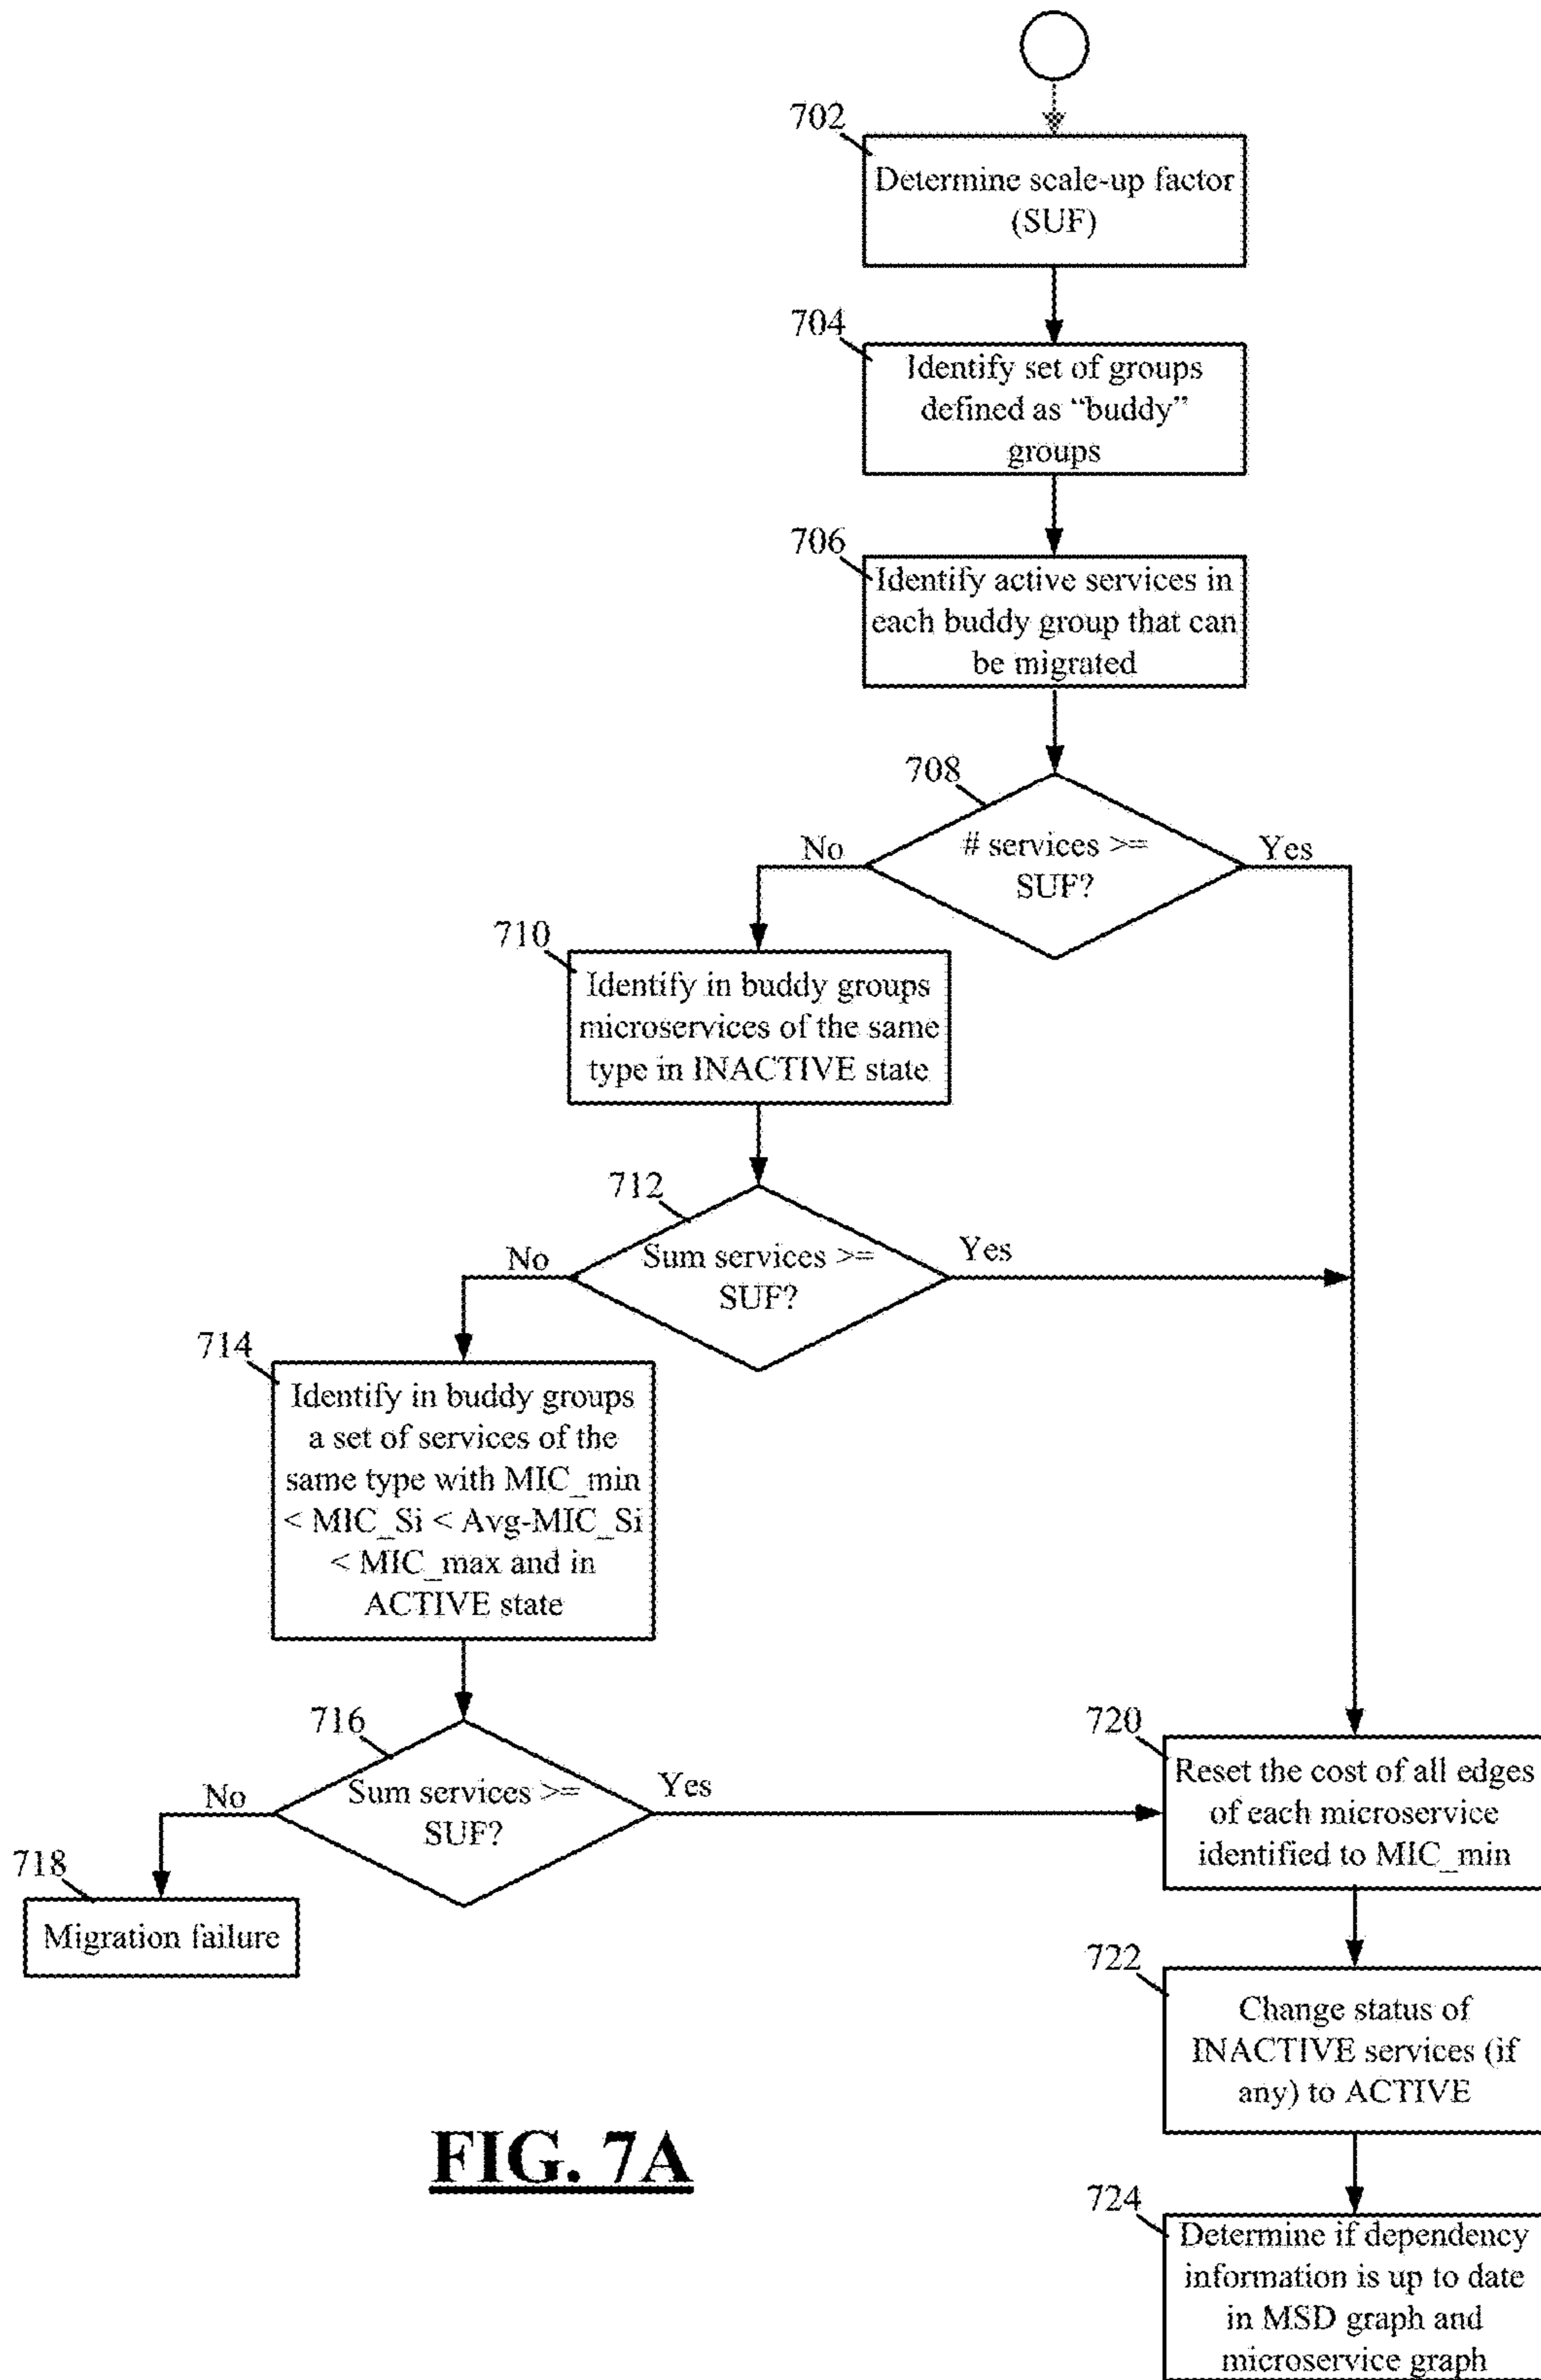 702
Determine scale-up factor
(SUF)
704
Identify set of groups
defined as “buddy”
groups
706
Identify active services in
each buddy group that can
be migrated
708
# services >=
SUF?
No
Yes
710
Identify in buddy groups
microservices of the same
type in INACTIVE state
712
Sum services >=
SUF?
No
Yes
714
Identify in buddy groups
a set of services of the
same type with MIC_min
< MIC_Si < Avg-MIC_Si
< MIC_max and in
ACTIVE state
716
Sum services >=
SUF?
No
Yes
718
Migration failure
720
Reset the cost of all edges
of each microservice
identified to MIC_min
722
Change status of
INACTIVE services (if
any) to ACTIVE
724
Determine if dependency
information is up to date
in MSD graph and
microservice graph
FIG. 7A